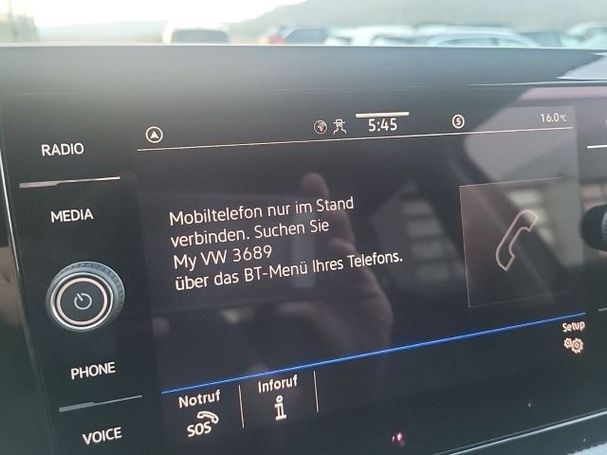 RADIO
5:45
S
16.0°C
MEDIA
Mobiltelefon nur im Stand
verbinden. Suchen Sie
My VW 3689
über das BT-Menü Ihres Telefons.
PHONE
Setup
Notruf
Inforuf
SOS
i
VOICE